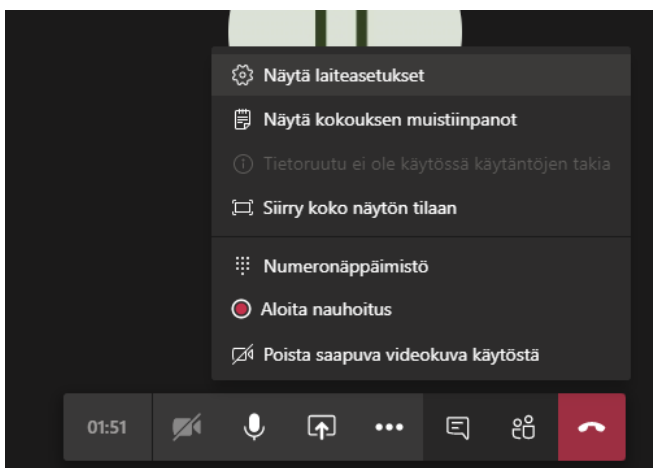 Näytä laiteasetukset
Näytä kokouksen muistiinpanot
Tietoruutu ei ole käytössä käytäntöjen takia
Siirry koko näytön tilaan
Numeronäppäimistö
Aloita nauhoitus
Poista saapuva videokuva käytöstä
01:51